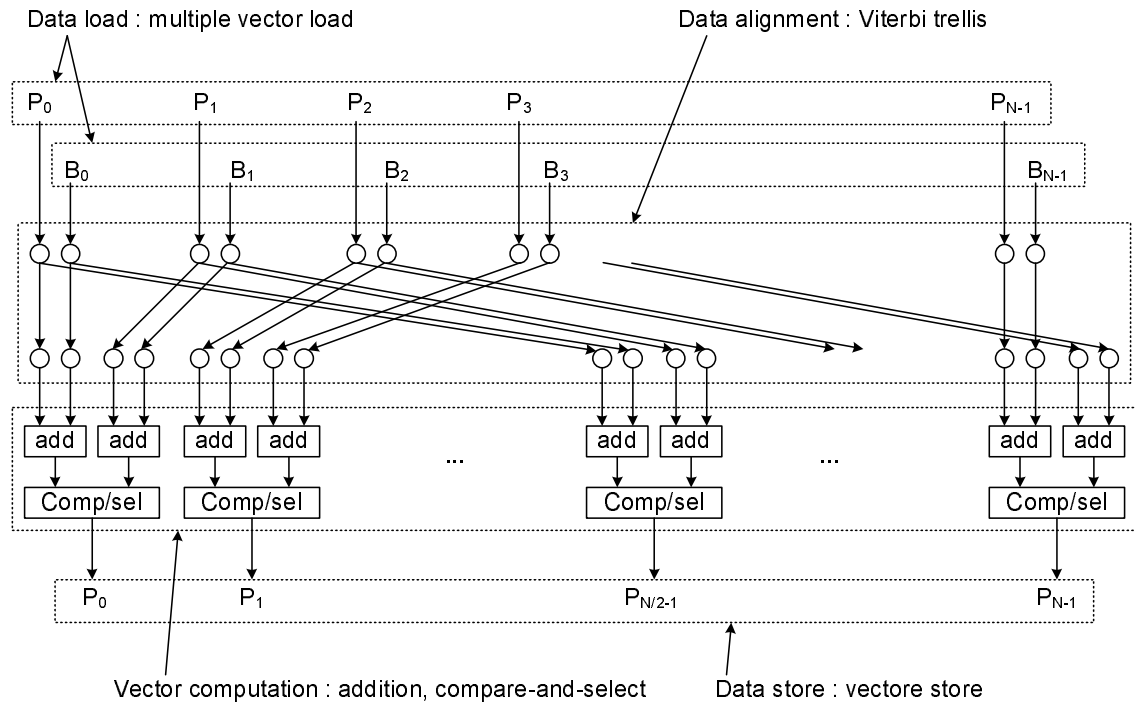 Data load : multiple vector load Data alignment : Viterbi trellis
P0 P1 P2 P3 PN-1
B0 B1 B2 B3 BN-1
add add add add ... add add ... add add
Comp/sel Comp/sel Comp/sel Comp/sel
P0 P1 PN/2-1 PN-1
Vector computation : addition, compare-and-select Data store : vectore store